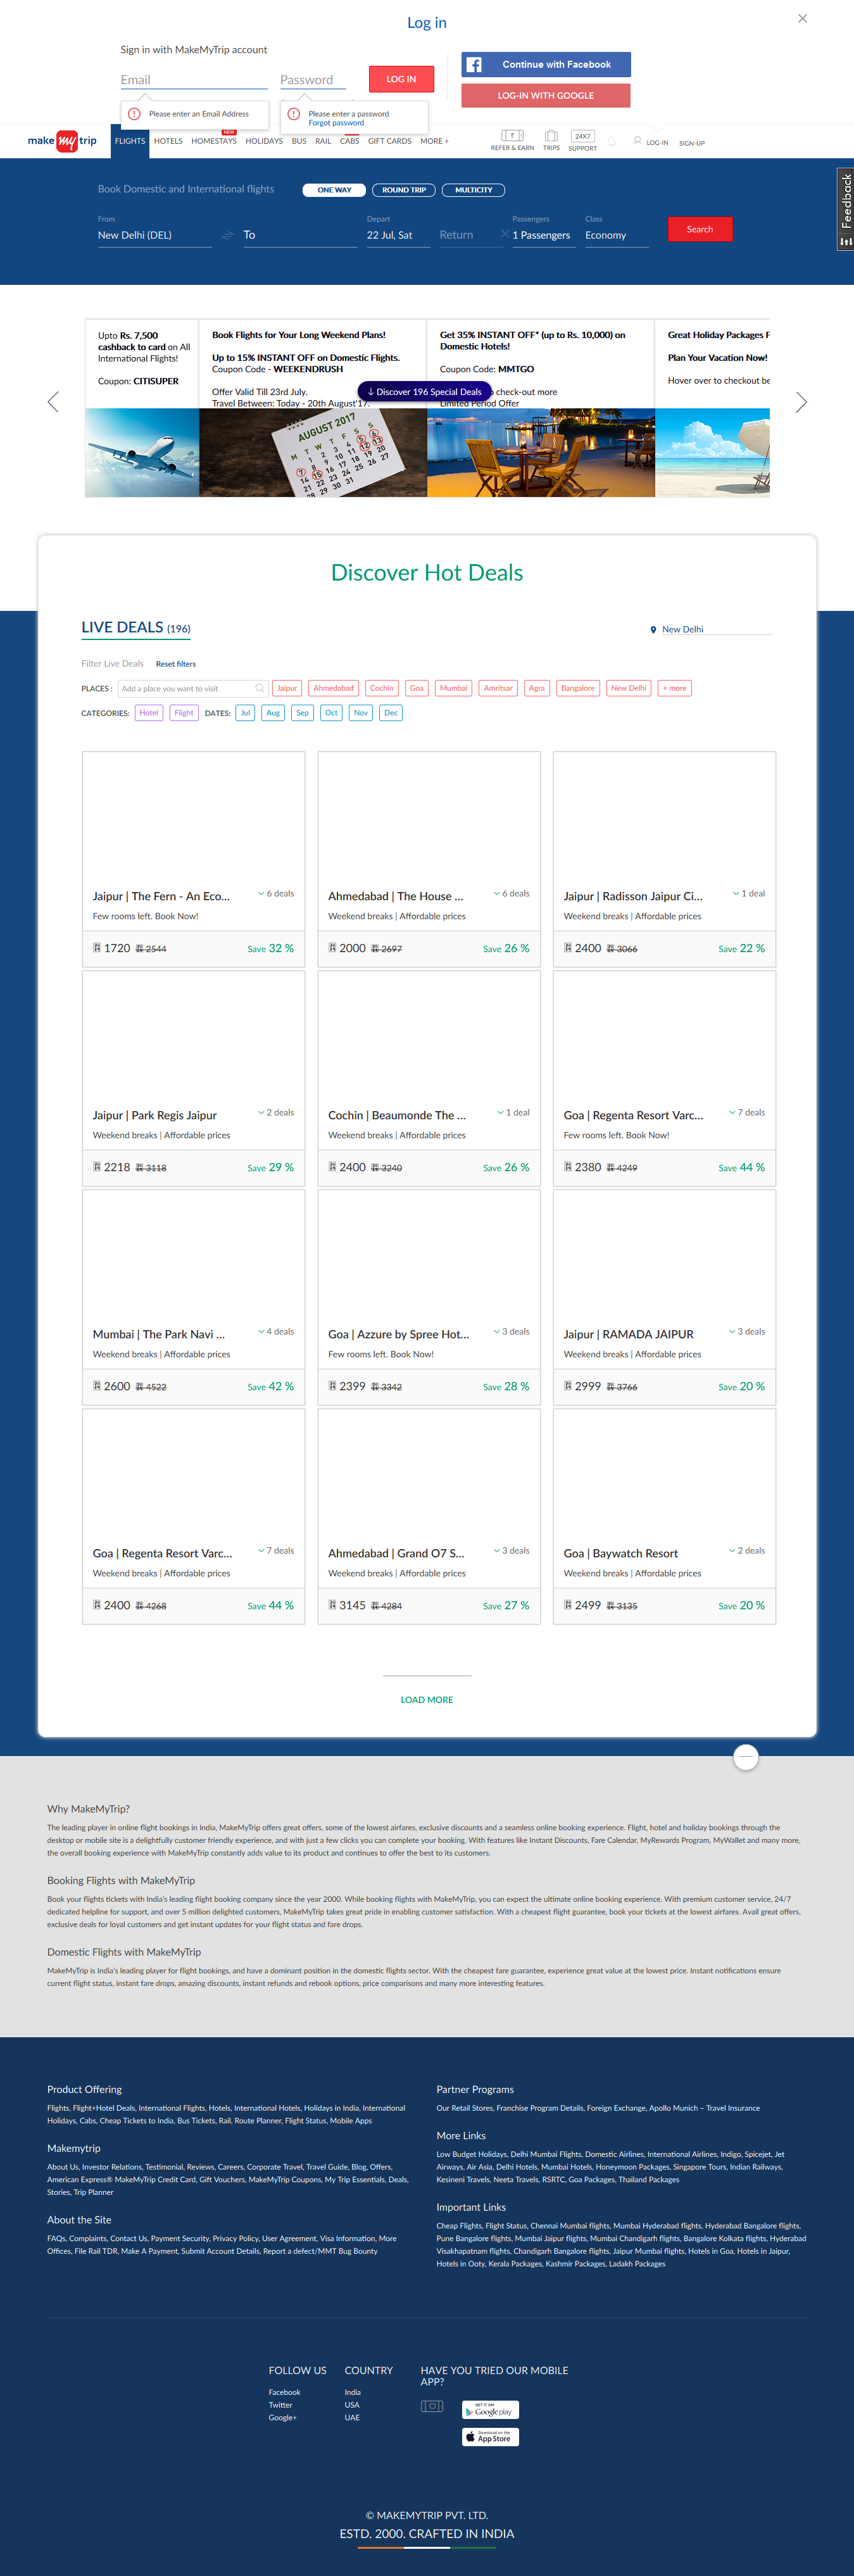 Log in
Sign in with MakeMyTrip account
Email
Password
LOG IN
Continue with Facebook
LOG-IN WITH GOOGLE
Please enter an Email Address
Please enter a password
Forgot password
make my trip
FLIGHTS
HOTELS
HOMESTAYS
NEW
HOLIDAYS
BUS
RAIL
CABS
GIFT CARDS
MORE +
REFER & EARN
TRIPS
24X7
SUPPORT
LOG-IN
SIGN-UP
Feedback
Book Domestic and International flights
ONE WAY
ROUND TRIP
MULTICITY
From
New Delhi (DEL)
To
Depart
22 Jul, Sat
Return
Passengers
1 Passengers
Class
Economy
Search
Upto Rs. 7,500
cashback to card on All
International Flights!
Coupon: CITISUPER
Book Flights for Your Long Weekend Plans!
Up to 15% INSTANT OFF on Domestic Flights.
Coupon Code - WEEKENDRUSH
Offer Valid Till 23rd July.
Travel Between: Today - 20th August'17.
AUGUST 2017
Get 35% INSTANT OFF* (up to Rs. 10,000) on
Domestic Hotels!
Coupon Code: MMTGO
check-out more
Limited Period Offer
Great Holiday Packages F
Plan Your Vacation Now!
Hover over to checkout be
Discover 196 Special Deals
Discover Hot Deals
LIVE DEALS (196)
New Delhi
Filter Live Deals
Reset filters
PLACES :
Add a place you want to visit
Jaipur
Ahmedabad
Cochin
Goa
Mumbai
Amritsar
Agra
Bangalore
New Delhi
+ more
CATEGORIES:
Hotel
Flight
DATES:
Jul
Aug
Sep
Oct
Nov
Dec
Jaipur | The Fern - An Eco...
6 deals
Few rooms left. Book Now!
1720 2544
Save 32 %
Ahmedabad | The House ...
6 deals
Weekend breaks | Affordable prices
2000 2697
Save 26 %
Jaipur | Radisson Jaipur Ci...
1 deal
Weekend breaks | Affordable prices
2400 3066
Save 22 %
Jaipur | Park Regis Jaipur
2 deals
Weekend breaks | Affordable prices
2218 3118
Save 29 %
Cochin | Beaumonde The ...
1 deal
Weekend breaks | Affordable prices
2400 3240
Save 26 %
Goa | Regenta Resort Varc...
7 deals
Few rooms left. Book Now!
2380 4249
Save 44 %
Mumbai | The Park Navi ...
4 deals
Weekend breaks | Affordable prices
2600 4522
Save 42 %
Goa | Azzure by Spree Hot...
3 deals
Few rooms left. Book Now!
2399 3342
Save 28 %
Jaipur | RAMADA JAIPUR
3 deals
Weekend breaks | Affordable prices
2999 3766
Save 20 %
Goa | Regenta Resort Varc...
7 deals
Weekend breaks | Affordable prices
2400 4268
Save 44 %
Ahmedabad | Grand O7 S...
3 deals
Weekend breaks | Affordable prices
3145 4284
Save 27 %
Goa | Baywatch Resort
2 deals
Weekend breaks | Affordable prices
2499 3135
Save 20 %
LOAD MORE
Why MakeMyTrip?
The leading player in online flight bookings in India, MakeMyTrip offers great offers, some of the lowest airfares, exclusive discounts and a seamless online booking experience. Flight, hotel and holiday bookings through the
desktop or mobile site is a delightfully customer friendly experience, and with just a few clicks you can complete your booking. With features like Instant Discounts, Fare Calendar, MyRewards Program, MyWallet and many more,
the overall booking experience with MakeMyTrip constantly adds value to its product and continues to offer the best to its customers.
Booking Flights with MakeMyTrip
Book your flights tickets with India's leading flight booking company since the year 2000. While booking flights with MakeMyTrip, you can expect the ultimate online booking experience. With premium customer service, 24/7
dedicated helpline for support, and over 5 million delighted customers, MakeMyTrip takes great pride in enabling customer satisfaction. With a cheapest flight guarantee, book your tickets at the lowest airfares. Avail great offers,
exclusive deals for loyal customers and get instant updates for your flight status and fare drops.
Domestic Flights with MakeMyTrip
MakeMyTrip is India's leading player for flight bookings, and have a dominant position in the domestic flights sector. With the cheapest fare guarantee, experience great value at the lowest price. Instant notifications ensure
current flight status, instant fare drops, amazing discounts, instant refunds and rebook options, price comparisons and many more interesting features.
Product Offering
Flights, Flight+Hotel Deals, International Flights, Hotels, International Hotels, Holidays in India, International
Holidays, Cabs, Cheap Tickets to India, Bus Tickets, Rail, Route Planner, Flight Status, Mobile Apps
Makemytrip
About Us, Investor Relations, Testimonial, Reviews, Careers, Corporate Travel, Travel Guide, Blog, Offers,
American Express® MakeMyTrip Credit Card, Gift Vouchers, MakeMyTrip Coupons, My Trip Essentials, Deals,
Stories, Trip Planner
About the Site
FAQs, Complaints, Contact Us, Payment Security, Privacy Policy, User Agreement, Visa Information, More
Offices, File Rail TDR, Make A Payment, Submit Account Details, Report a defect/MMT Bug Bounty
Partner Programs
Our Retail Stores, Franchise Program Details, Foreign Exchange, Apollo Munich – Travel Insurance
More Links
Low Budget Holidays, Delhi Mumbai Flights, Domestic Airlines, International Airlines, Indigo, Spicejet, Jet
Airways, Air Asia, Delhi Hotels, Mumbai Hotels, Honeymoon Packages, Singapore Tours, Indian Railways,
Kesineni Travels, Neeta Travels, RSRTC, Goa Packages, Thailand Packages
Important Links
Cheap Flights, Flight Status, Chennai Mumbai flights, Mumbai Hyderabad flights, Hyderabad Bangalore flights,
Pune Bangalore flights, Mumbai Jaipur flights, Mumbai Chandigarh flights, Bangalore Kolkata flights, Hyderabad
Visakhapatnam flights, Chandigarh Bangalore flights, Jaipur Mumbai flights, Hotels in Goa, Hotels in Jaipur,
Hotels in Ooty, Kerala Packages, Kashmir Packages, Ladakh Packages
FOLLOW US
Facebook
Twitter
Google+
COUNTRY
India
USA
UAE
HAVE YOU TRIED OUR MOBILE
APP?
GET IT ON
Google play
Download on the
App Store
© MAKEMYTRIP PVT. LTD.
ESTD. 2000. CRAFTED IN INDIA